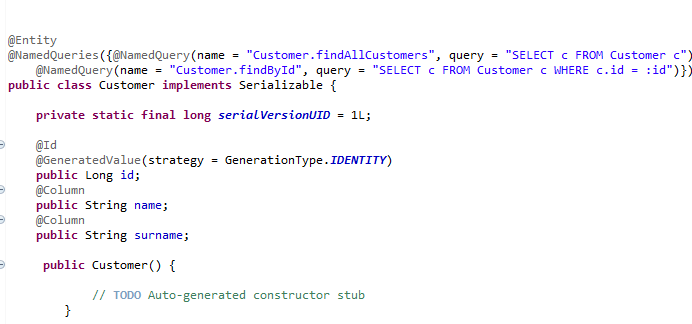 @Entity
@NamedQueries({@NamedQuery(name = "Customer.findAllCustomers", query = "SELECT c FROM Customer c")
@NamedQuery(name = "Customer.findById", query = "SELECT c FROM Customer c WHERE c.id = :id")})
public class Customer implements Serializable {
private static final long serialVersionUID = 1L;
@Id
@GeneratedValue(strategy = GenerationType.IDENTITY)
public Long id;
@Column
public String name;
@Column
public String surname;
public Customer() {
// TODO Auto-generated constructor stub
}